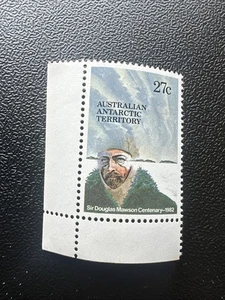 27c
AUSTRALIAN
ANTARCTIC
TERRITORY
Sir Douglas Mawson Centenary-1982